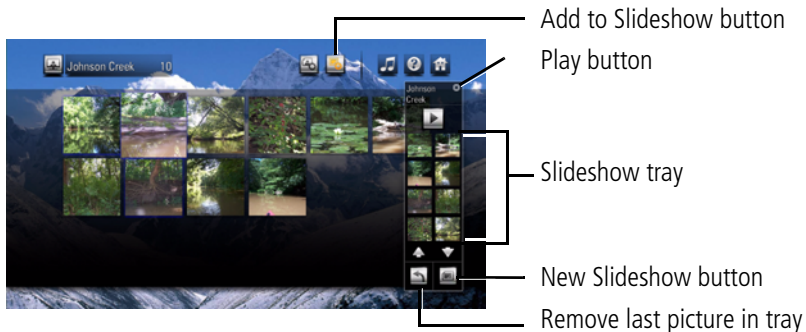 Add to Slideshow button
Johnson Creek 10
Play button
Johnson
Creek
Slideshow tray
New Slideshow button
Remove last picture in tray